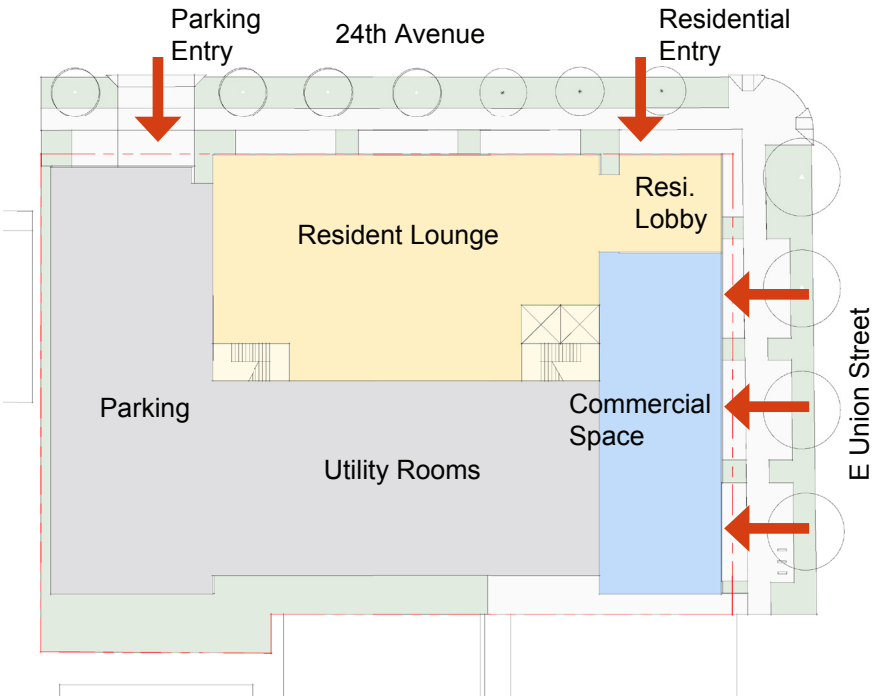 Parking
Entry
24th Avenue
Residential
Entry
Resi.
Lobby
Resident Lounge
E Union Street
Parking
Commercial
Space
Utility Rooms